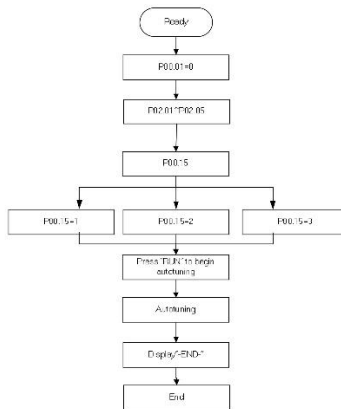 Ready
P00.01=0
P02.01~P02.05
P00.15
P00.15=1
P00.15=2
P00.15=3
Press "RUN" to begin
autotuning
Autotuning
Display"-END-"
End